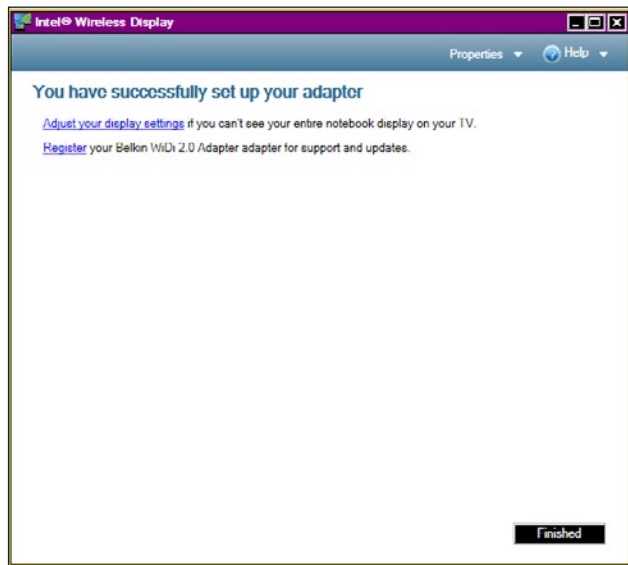 Intel® Wireless Display
Properties Help
You have successfully set up your adapter
Adjust your display settings if you can't see your entire notebook display on your TV.
Register your Belkin WiDi 2.0 Adapter adapter for support and updates.
Finished